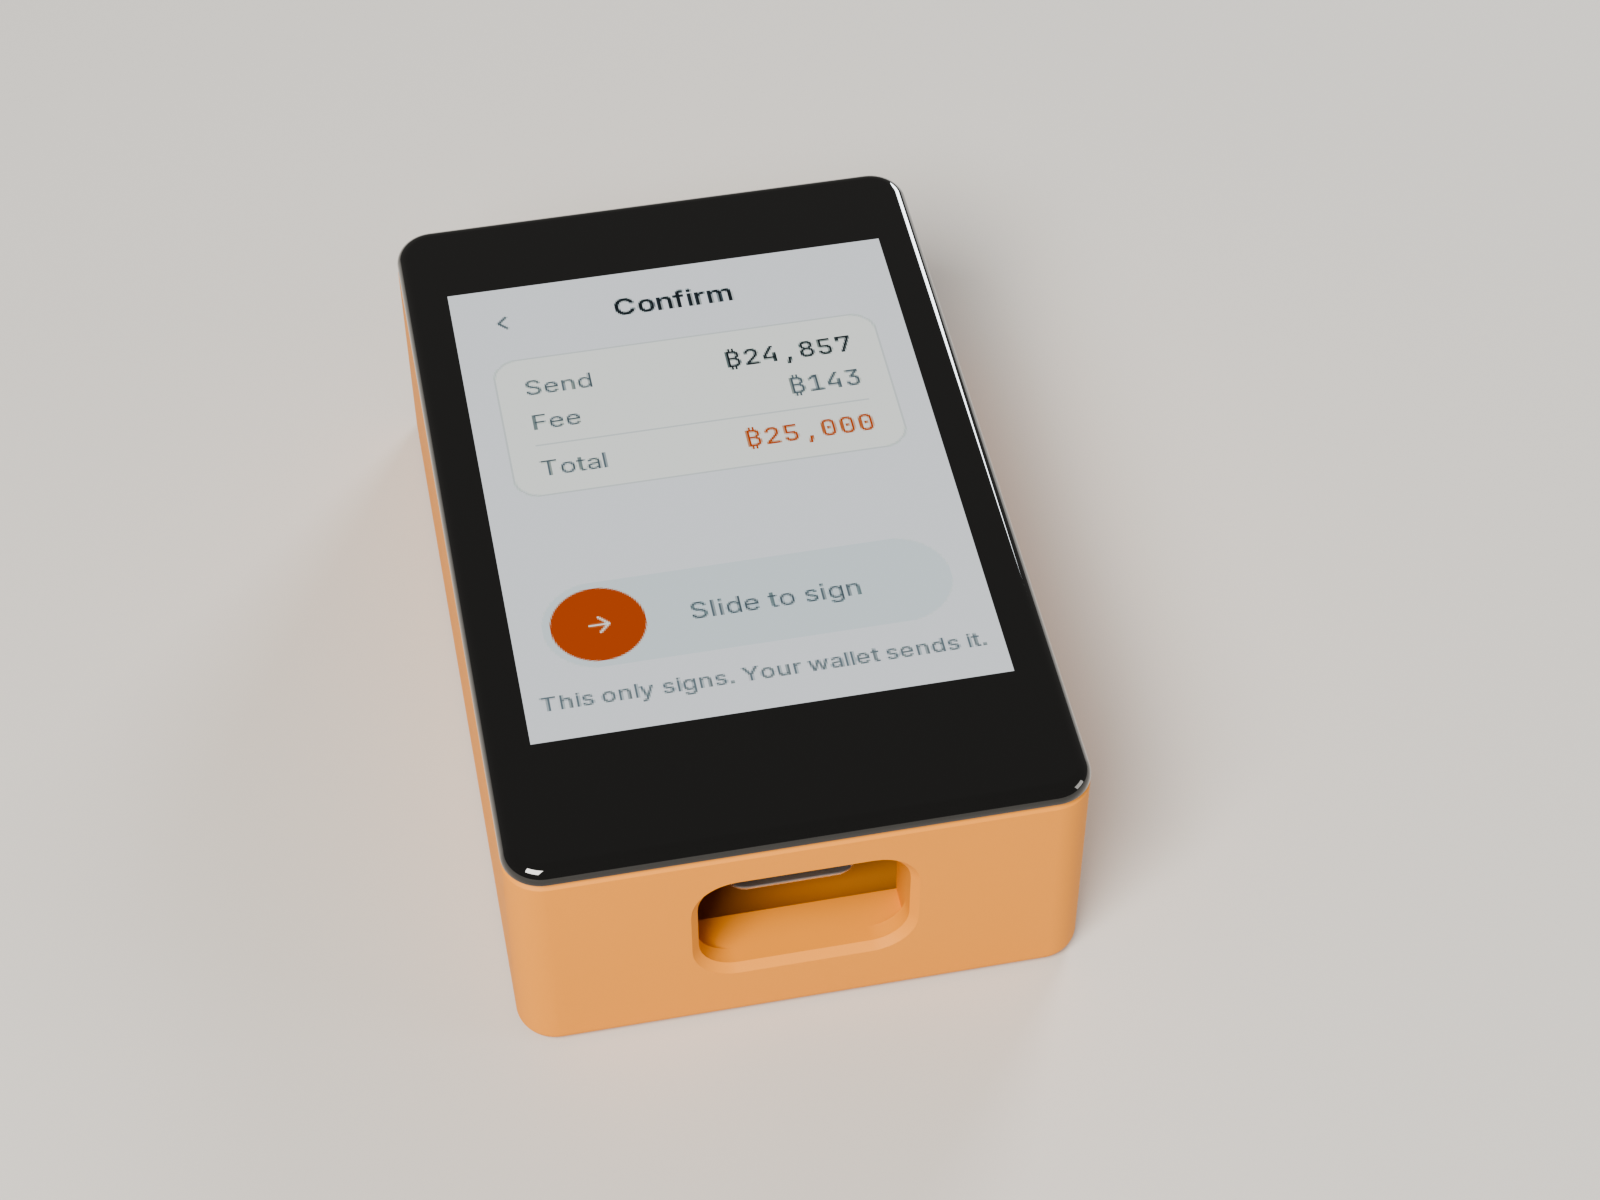 Confirm
Send ₿24,857
Fee ₿143
Total ₿25,000
Slide to sign
This only signs. Your wallet sends it.